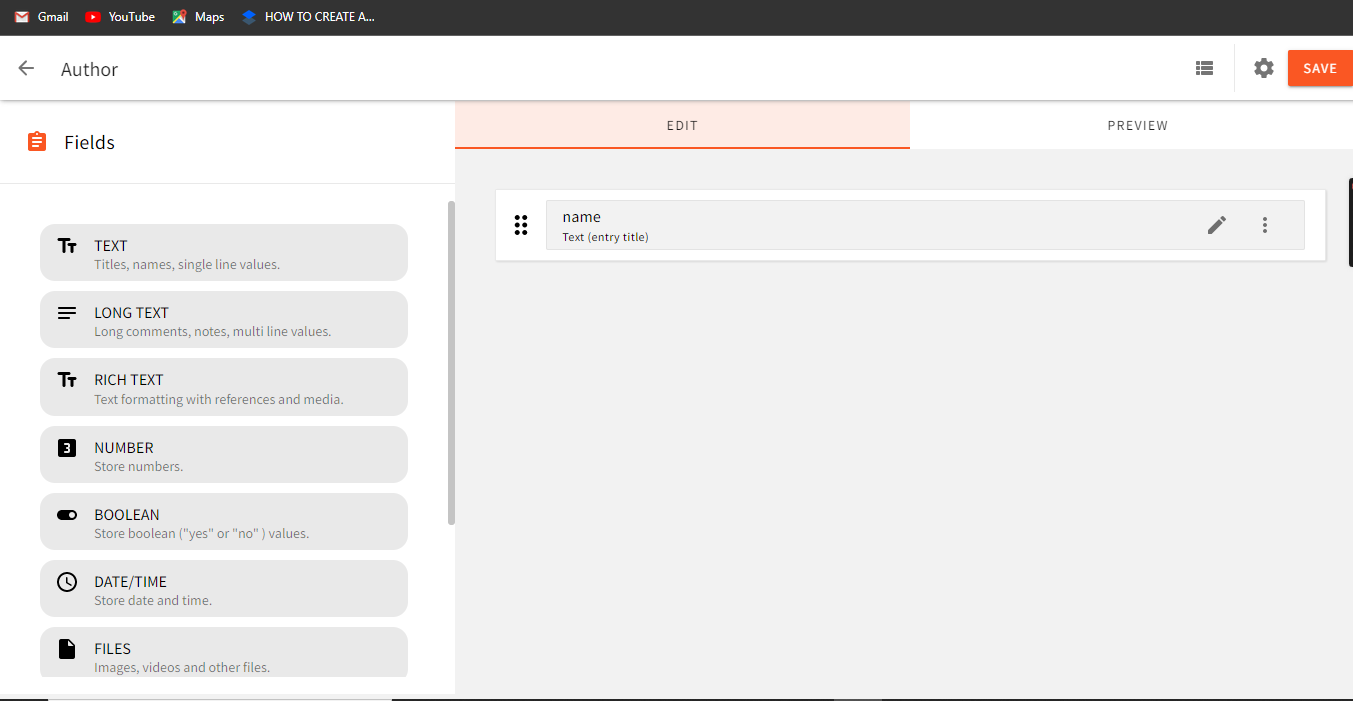 Gmail YouTube Maps HOW TO CREATE A...
Author
SAVE
Fields
EDIT PREVIEW
TEXT
Titles, names, single line values.
LONG TEXT
Long comments, notes, multi line values.
RICH TEXT
Text formatting with references and media.
3 NUMBER
Store numbers.
BOOLEAN
Store boolean ("yes" or "no" ) values.
DATE/TIME
Store date and time.
FILES
Images, videos and other files.
name
Text (entry title)